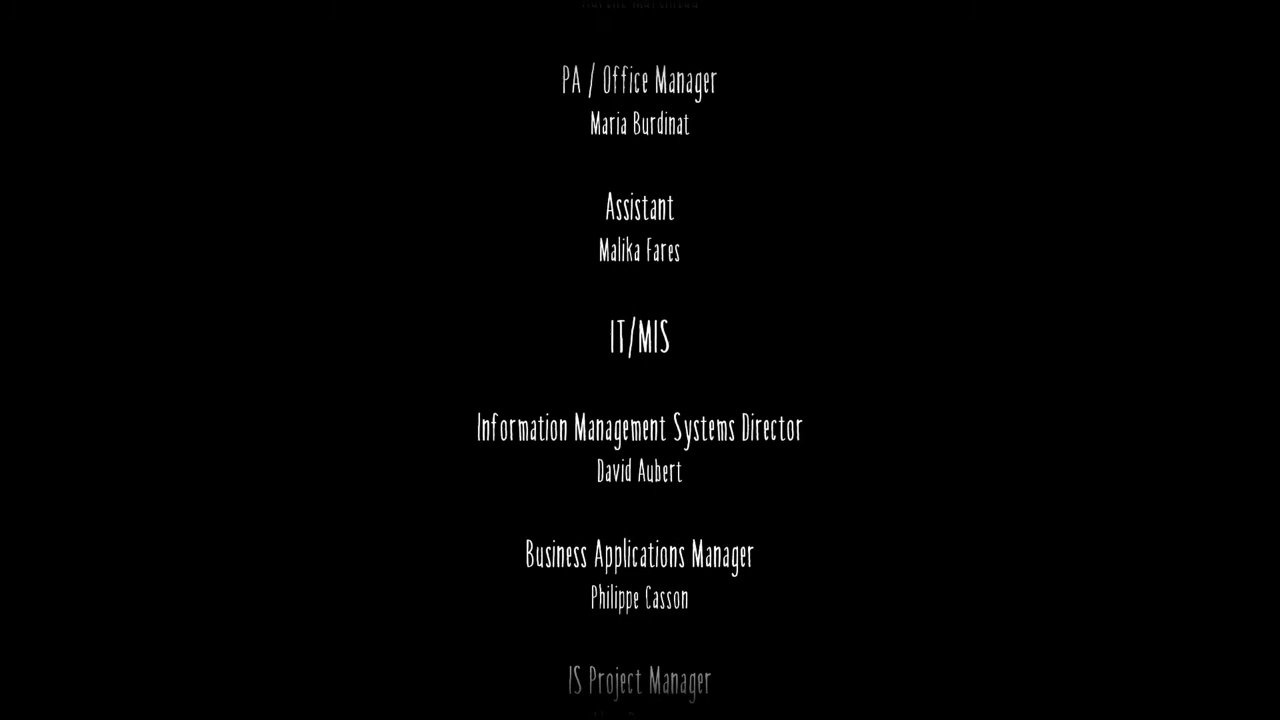 PA / Office Manager
Maria Burdinat
Assistant
Malika Fares
IT/MIS
Information Management Systems Director
David Aubert
Business Applications Manager
Philippe Casson
IS Project Manager